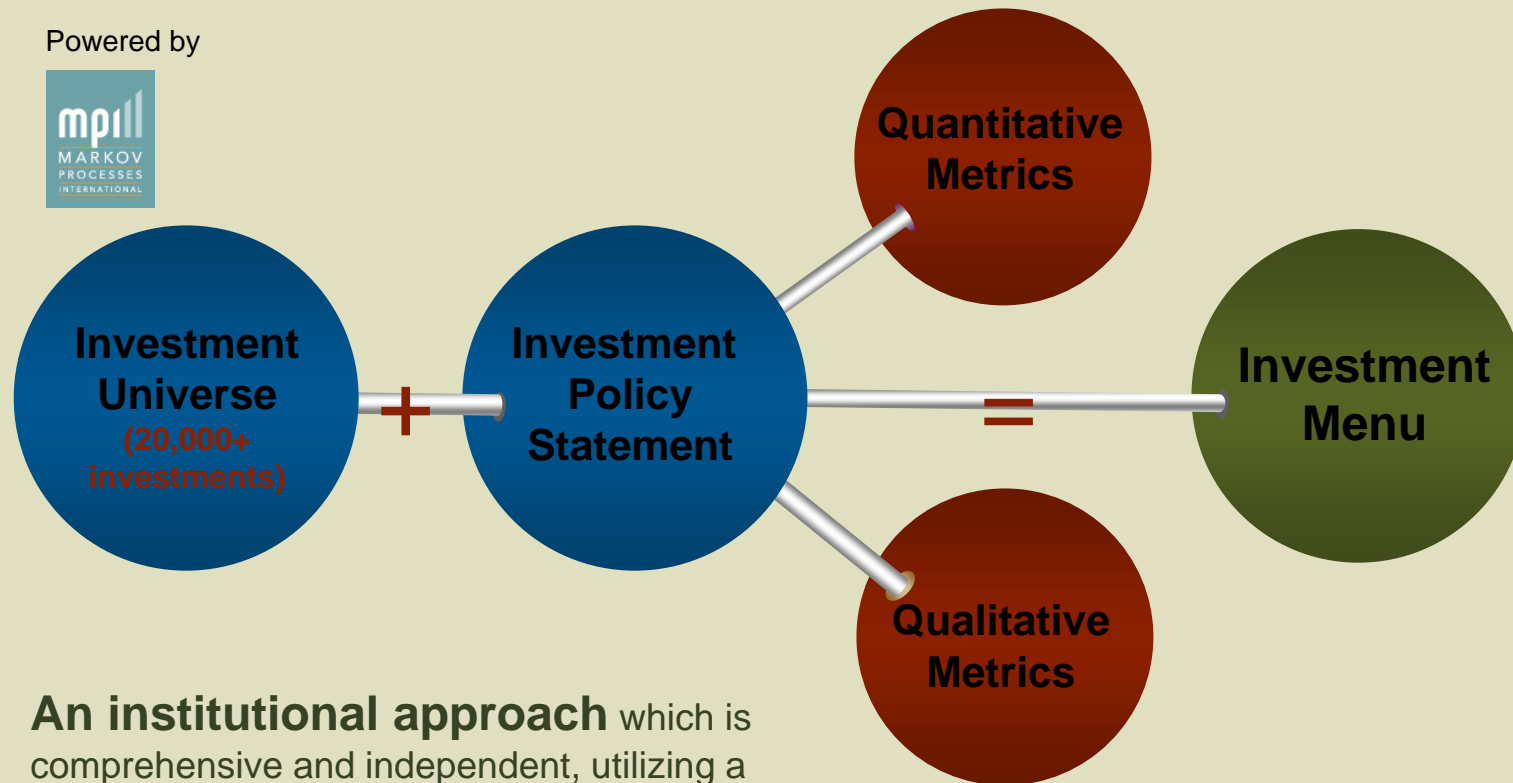 Powered by
mpi
MARKOV
PROCESSES
INTERNATIONAL
Quantitative
Metrics
Investment
Universe
(20,000+
investments)
+
Investment
Policy
Statement
=
Investment
Menu
Qualitative
Metrics
An institutional approach which is
comprehensive and independent, utilizing a